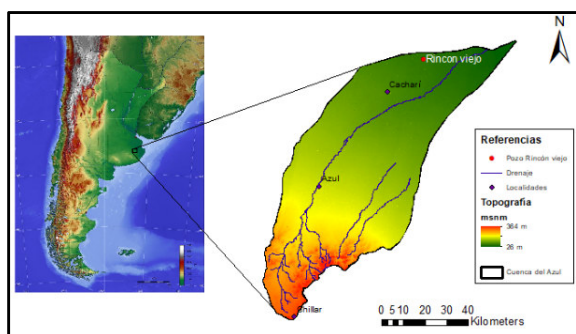 N
Rincon viejo
Cacharí
Azul
Referencias
Pozo Rincón viejo
Drenaje
Localidades
Topografía
msnm
364 m
26 m
Cuenca del Azul
0 5 10 20 30 40
Kilometers